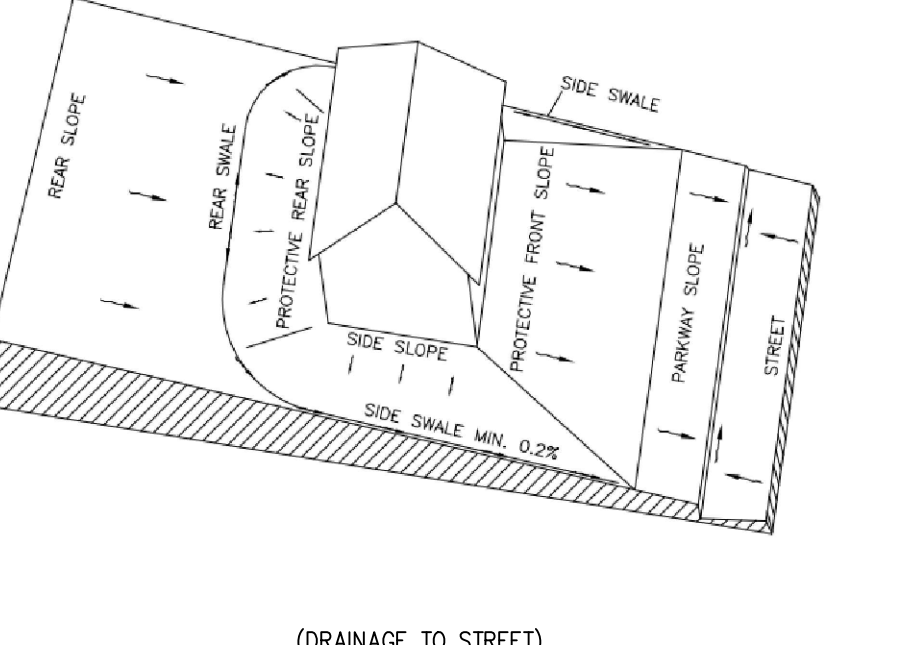 SIDE SWALE
REAR SLOPE
REAR SWALE
PROTECTIVE REAR SLOPE
PROTECTIVE FRONT SLOPE
PARKWAY SLOPE
STREET
SIDE SLOPE
SIDE SWALE MIN. 0.2%
(DRAINAGE TO STREET)